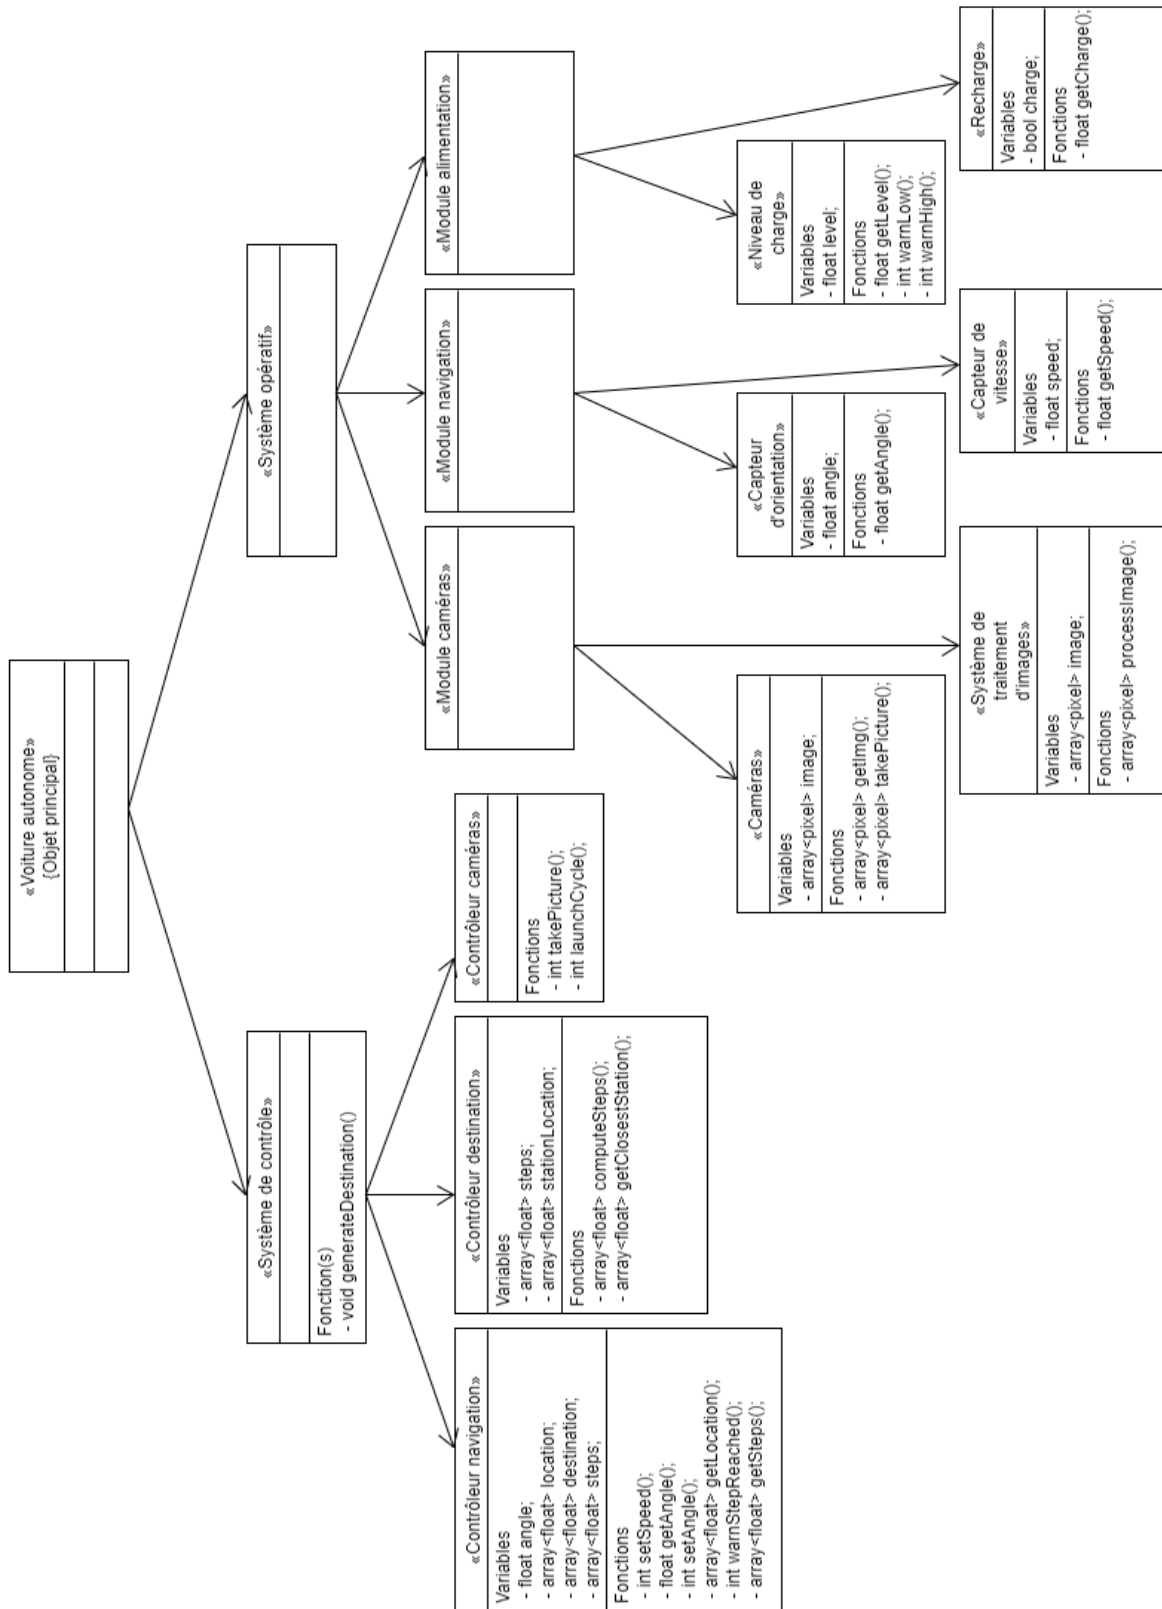 «Voiture autonome»
{Objet principal}
«Système de contrôle»
Fonction(s)
- void generateDestination()
«Système opératif»
«Contrôleur navigation»
Variables
- float angle;
- array<float> location;
- array<float> destination;
- array<float> steps;
Fonctions
- int setSpeed();
- float getAngle();
- int setAngle();
- array<float> getLocation();
- int warnStepReached();
- array<float> getSteps();
«Contrôleur destination»
Variables
- array<float> steps;
- array<float> stationLocation;
Fonctions
- array<float> computeSteps();
- array<float> getClosestStation();
«Contrôleur caméras»
Fonctions
- int takePicture();
- int launchCycle();
«Module caméras»
«Module navigation»
«Module alimentation»
«Caméras»
Variables
- array<pixel> image;
Fonctions
- array<pixel> getImg();
- array<pixel> takePicture();
«Capteur
d'orientation»
Variables
- float angle;
Fonctions
- float getAngle();
«Niveau de
charge»
Variables
- float level;
Fonctions
- float getLevel();
- int warnLow();
- int warnHigh();
«Système de
traitement
d'images»
Variables
- array<pixel> image;
Fonctions
- array<pixel> processImage();
«Capteur de
vitesse»
Variables
- float speed;
Fonctions
- float getSpeed();
«Recharge»
Variables
- bool charge;
Fonctions
- float getCharge();